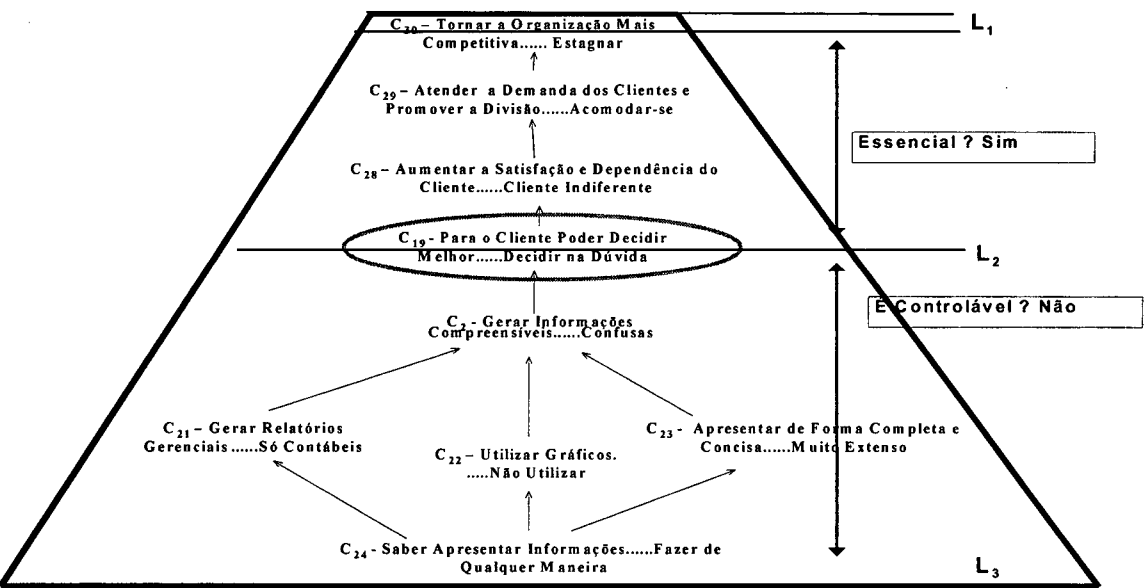 C30 – Tornar a Organização Mais
Competitiva...... Estagnar
L1
C29 – Atender a Demanda dos Clientes e
Promover a Divisão......Acomodar-se
Essencial ? Sim
C28 – Aumentar a Satisfação e Dependência do
Cliente......Cliente Indiferente
C19 - Para o Cliente Poder Decidir
Melhor......Decidir na Dúvida
L2
É Controlável ? Não
C2 - Gerar Informações
Compreensíveis......Confusas
C21 – Gerar Relatórios
Gerenciais......Só Contábeis
C22 – Utilizar Gráficos.
.....Não Utilizar
C23 - Apresentar de Forma Completa e
Concisa......Muito Extenso
C24 - Saber Apresentar Informações......Fazer de
Qualquer Maneira
L3